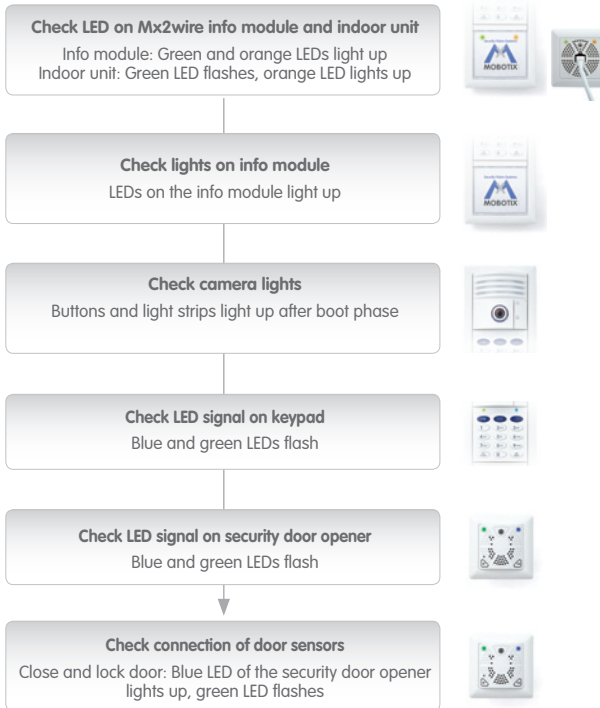 Check LED on Mx2wire info module and indoor unit
Info module: Green and orange LEDs light up
Indoor unit: Green LED flashes, orange LED lights up
MOBOTIX
Check lights on info module
LEDs on the info module light up
MOBOTIX
Check camera lights
Buttons and light strips light up after boot phase
Check LED signal on keypad
Blue and green LEDs flash
Check LED signal on security door opener
Blue and green LEDs flash
Check connection of door sensors
Close and lock door: Blue LED of the security door opener
lights up, green LED flashes